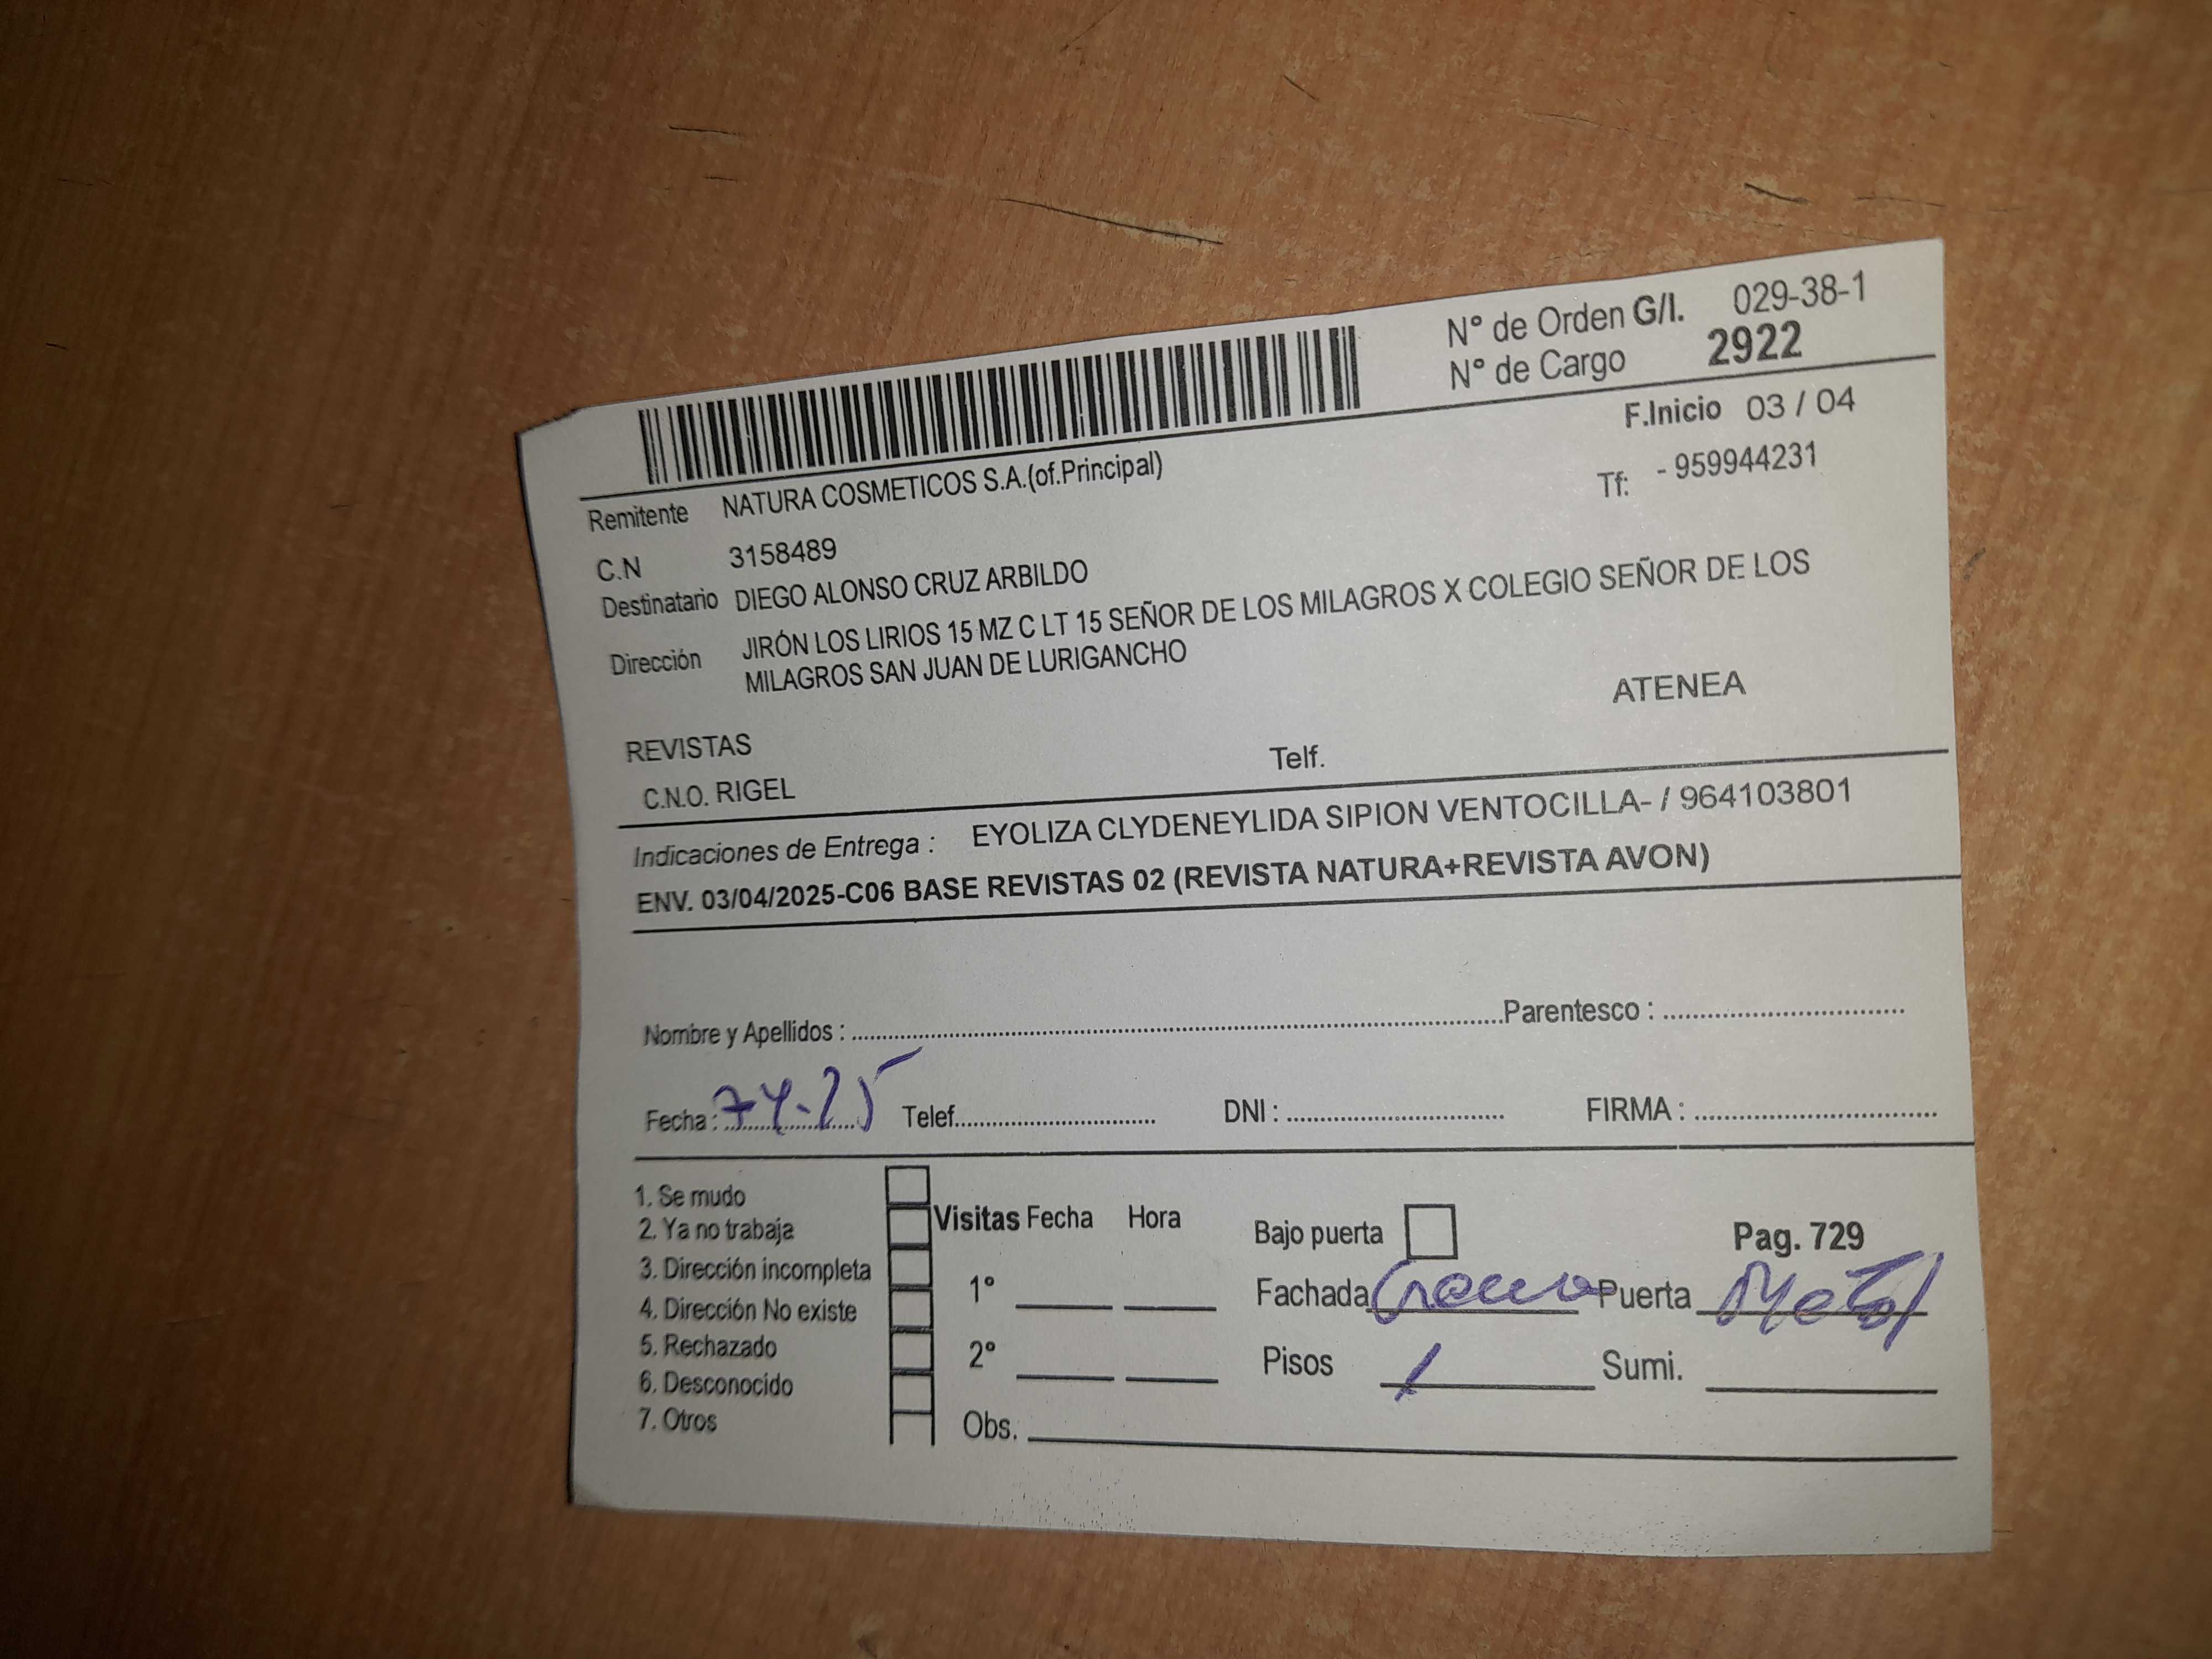 N° de Orden G/I. 029-38-1
N° de Cargo 2922
F.Inicio 03 / 04
Remitente NATURA COSMETICOS S.A.(of.Principal) Tf: - 959944231
C.N 3158489
Destinatario DIEGO ALONSO CRUZ ARBILDO
Dirección JIRÓN LOS LIRIOS 15 MZ C LT 15 SEÑOR DE LOS MILAGROS X COLEGIO SEÑOR DE LOS
MILAGROS SAN JUAN DE LURIGANCHO
ATENEA
REVISTAS
C.N.O. RIGEL Telf.
Indicaciones de Entrega : EYOLIZA CLYDENEYLIDA SIPION VENTOCILLA- / 964103801
ENV. 03/04/2025-C06 BASE REVISTAS 02 (REVISTA NATURA+REVISTA AVON)
Nombre y Apellidos : Parentesco :
Fecha : 7-4-25 Telef. DNI : FIRMA :
1. Se mudo
2. Ya no trabaja
3. Dirección incompleta
4. Dirección No existe
5. Rechazado
6. Desconocido
7. Otros
Visitas Fecha Hora
1°
2°
Obs.
Bajo puerta Pag. 729
Fachada Puerta Metal
Pisos 1 Sumi.